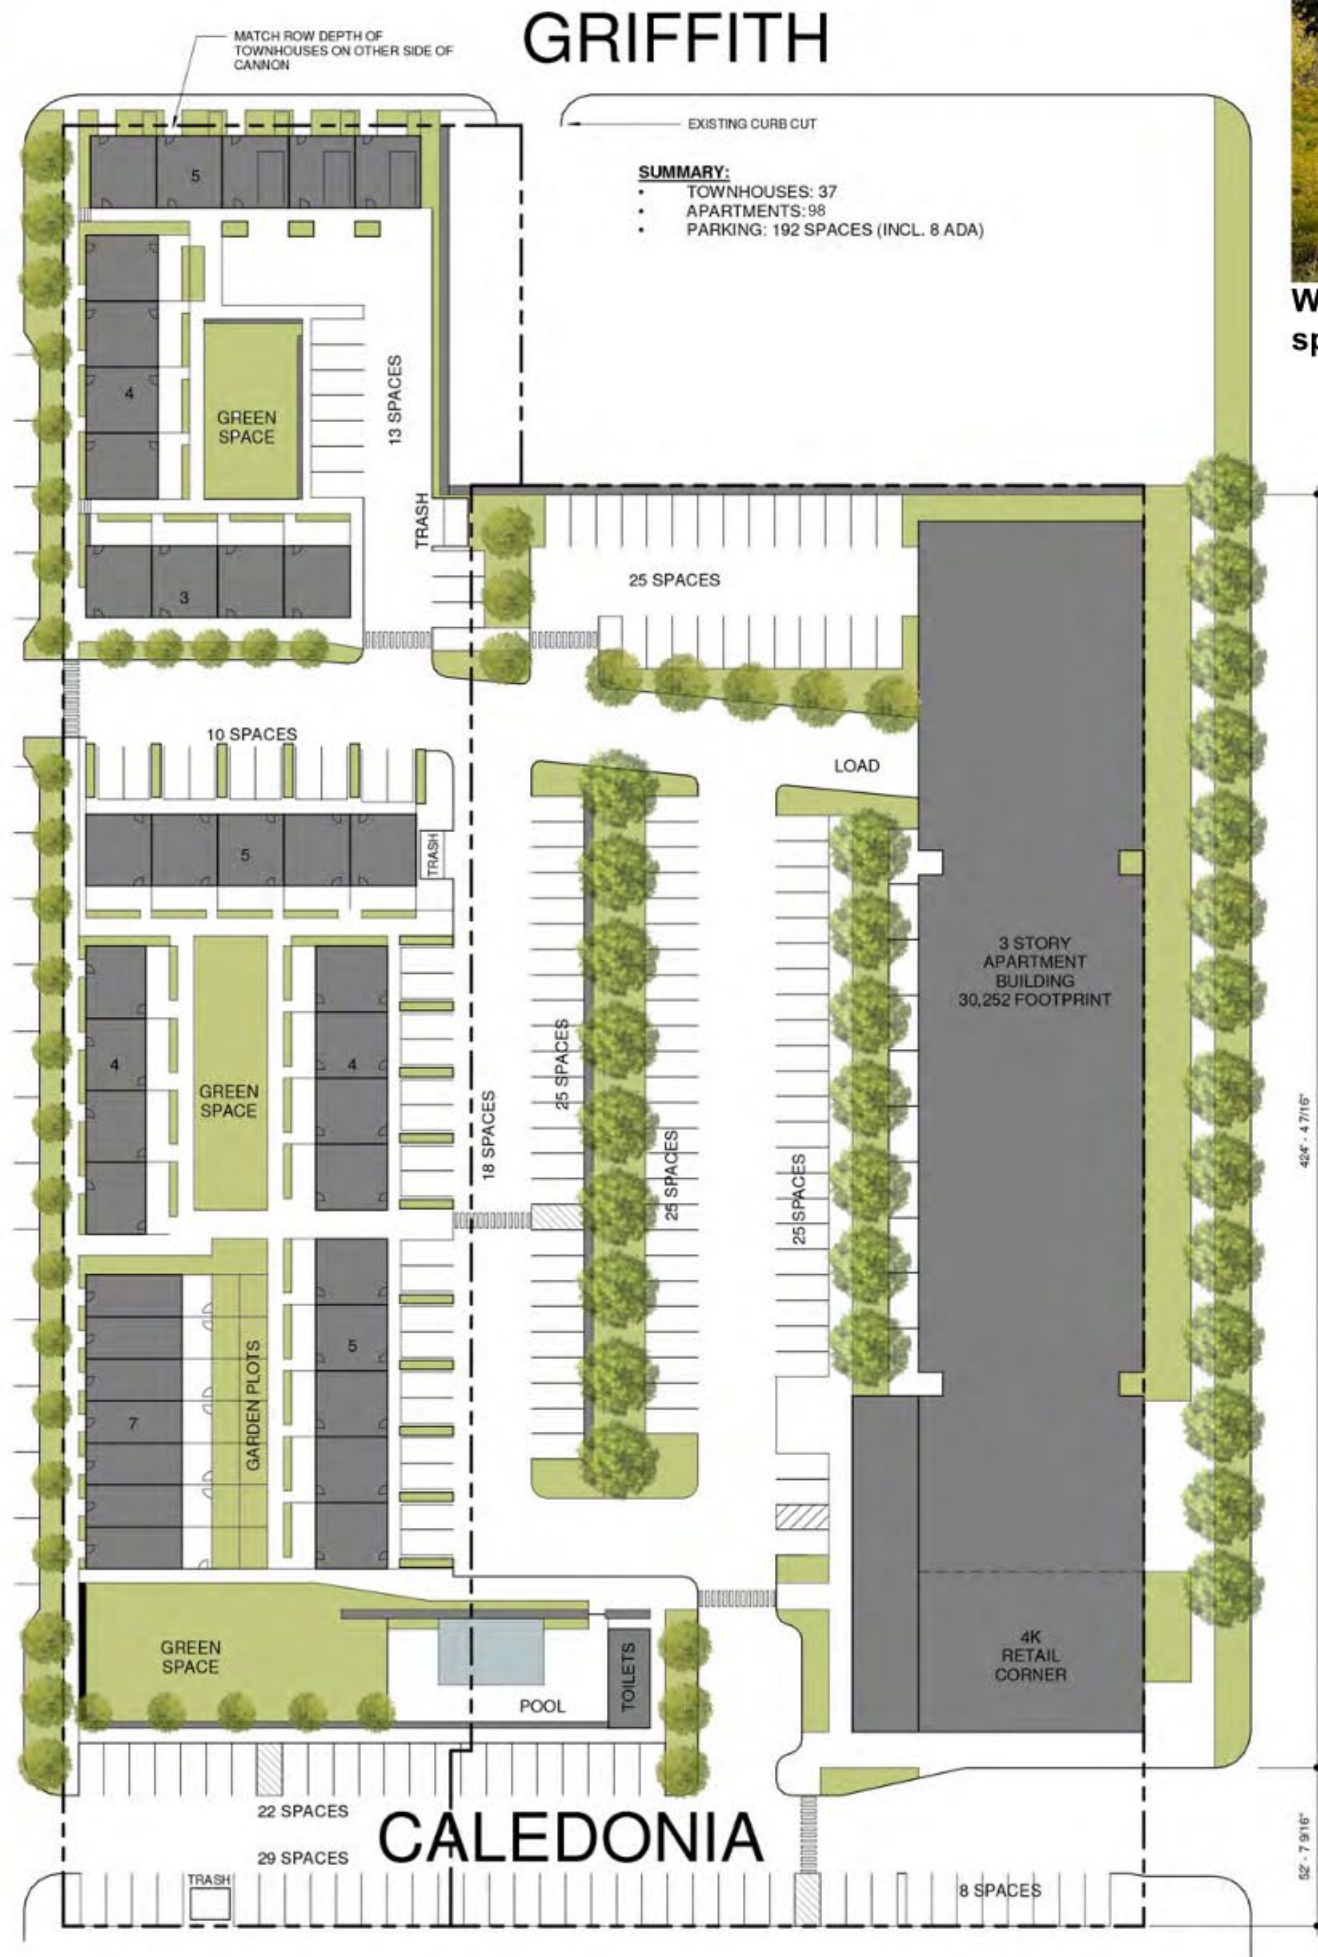 GRIFFITH
MATCH ROW DEPTH OF
TOWNHOUSES ON OTHER SIDE OF
CANNON
EXISTING CURB CUT
SUMMARY:
• TOWNHOUSES: 37
• APARTMENTS: 98
• PARKING: 192 SPACES (INCL. 8 ADA)
5
W
sp
4
GREEN
SPACE
13 SPACES
TRASH
3
25 SPACES
10 SPACES
LOAD
5
TRASH
3 STORY
APARTMENT
BUILDING
30,252 FOOTPRINT
4
GREEN
SPACE
4
18 SPACES
25 SPACES
25 SPACES
25 SPACES
424' - 4 7/16"
7
GARDEN PLOTS
5
GREEN
SPACE
POOL
TOILETS
4K
RETAIL
CORNER
22 SPACES
CALEDONIA
29 SPACES
TRASH
8 SPACES
52' - 7 9/16"